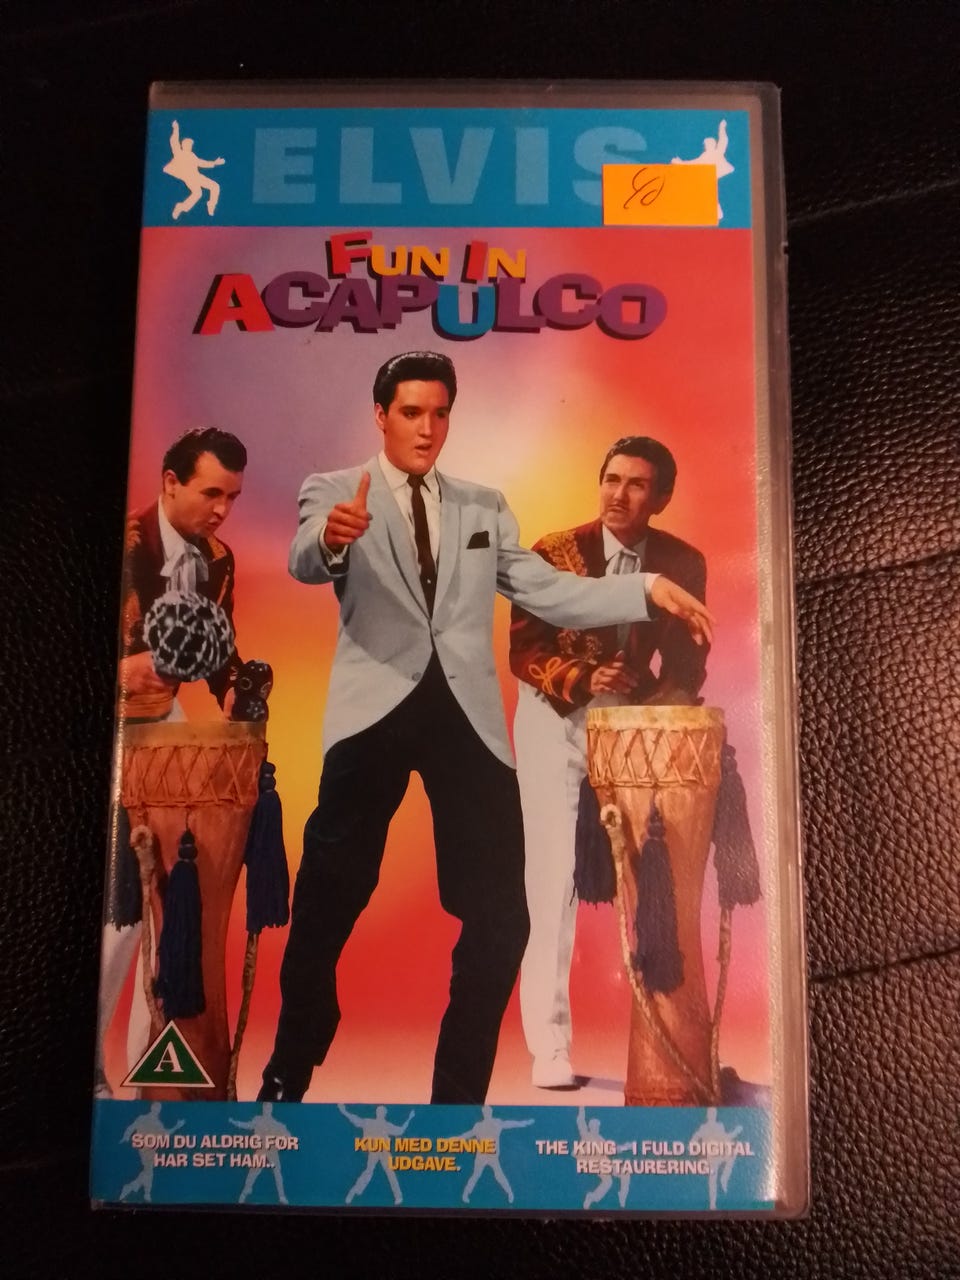 ELVIS
FUN IN
ACAPULCO
A
SOM DU ALDRIG FØR
HAR SET HAM..
KUN MED DENNE
UDGAVE.
THE KING - I FULD DIGITAL
RESTAURERING.